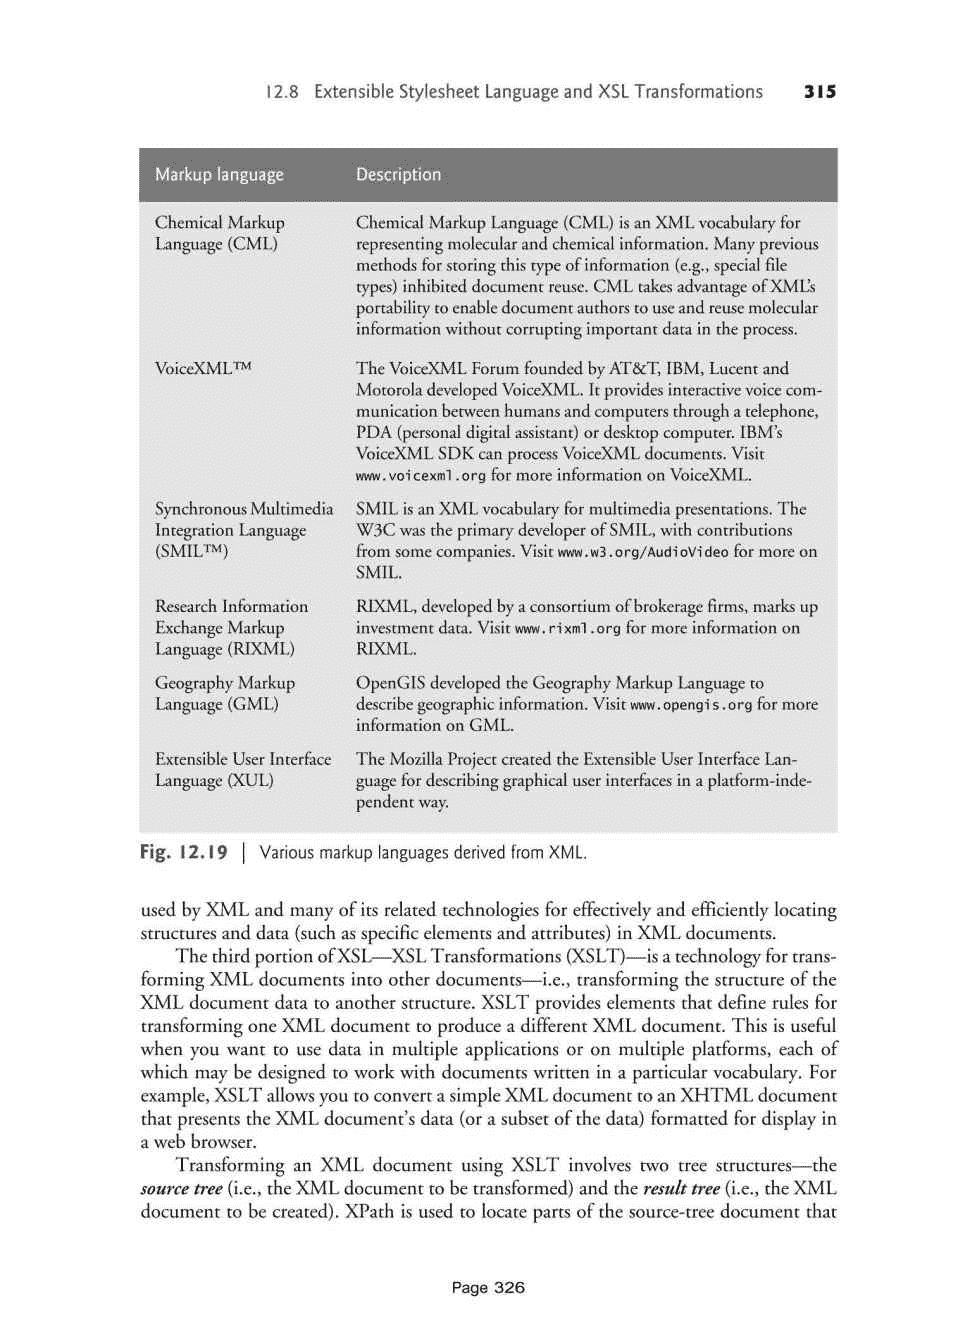 12.8 Extensible Stylesheet Language and XSL Transformations 315
Markup language Description
Chemical Markup Chemical Markup Language (CML) is an XML vocabulary for
Language (CML) representing molecular and chemical information. Many previous
methods for storing this type of information (e.g., special file
types) inhibited document reuse. CML takes advantage of XML's
portability to enable document authors to use and reuse molecular
information without corrupting important data in the process.
VoiceXML™ The VoiceXML Forum founded by AT&T, IBM, Lucent and
Motorola developed VoiceXML. It provides interactive voice com-
munication between humans and computers through a telephone,
PDA (personal digital assistant) or desktop computer. IBM's
VoiceXML SDK can process VoiceXML documents. Visit
www.voicexml.org for more information on VoiceXML.
Synchronous Multimedia SMIL is an XML vocabulary for multimedia presentations. The
Integration Language W3C was the primary developer of SMIL, with contributions
(SMIL™) from some companies. Visit www.w3.org/AudioVideo for more on
SMIL.
Research Information RIXML, developed by a consortium of brokerage firms, marks up
Exchange Markup investment data. Visit www.rixml.org for more information on
Language (RIXML) RIXML.
Geography Markup OpenGIS developed the Geography Markup Language to
Language (GML) describe geographic information. Visit www.opengis.org for more
information on GML.
Extensible User Interface The Mozilla Project created the Extensible User Interface Lan-
Language (XUL) guage for describing graphical user interfaces in a platform-inde-
pendent way.
Fig. 12.19 | Various markup languages derived from XML.
used by XML and many of its related technologies for effectively and efficiently locating
structures and data (such as specific elements and attributes) in XML documents.
The third portion of XSL—XSL Transformations (XSLT)—is a technology for trans-
forming XML documents into other documents—i.e., transforming the structure of the
XML document data to another structure. XSLT provides elements that define rules for
transforming one XML document to produce a different XML document. This is useful
when you want to use data in multiple applications or on multiple platforms, each of
which may be designed to work with documents written in a particular vocabulary. For
example, XSLT allows you to convert a simple XML document to an XHTML document
that presents the XML document's data (or a subset of the data) formatted for display in
a web browser.
Transforming an XML document using XSLT involves two tree structures—the
source tree (i.e., the XML document to be transformed) and the result tree (i.e., the XML
document to be created). XPath is used to locate parts of the source-tree document that
Page 326